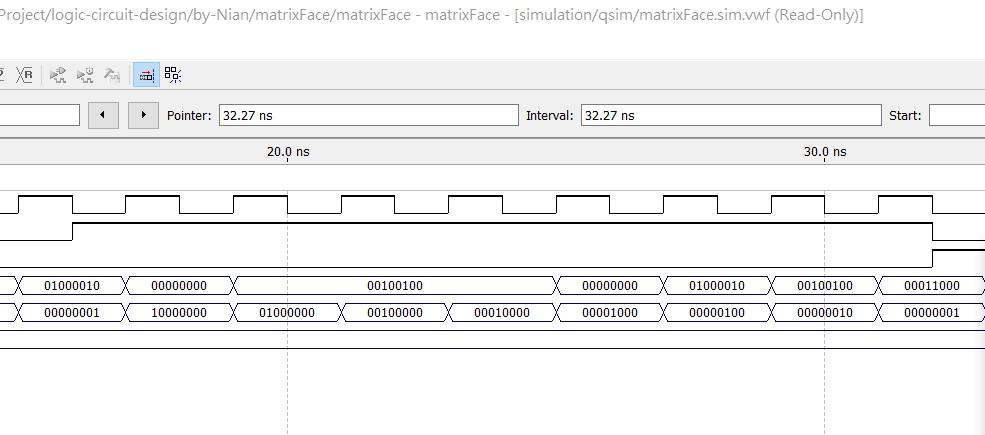 Project/logic-circuit-design/by-Nian/matrixFace/matrixFace - matrixFace - [simulation/qsim/matrixFace.sim.vwf (Read-Only)]
Pointer: 32.27 ns Interval: 32.27 ns Start:
20.0 ns 30.0 ns
01000010 00000000 00100100 00000000 01000010 00100100 00011000
00000001 10000000 01000000 00100000 00010000 00001000 00000100 00000010 00000001